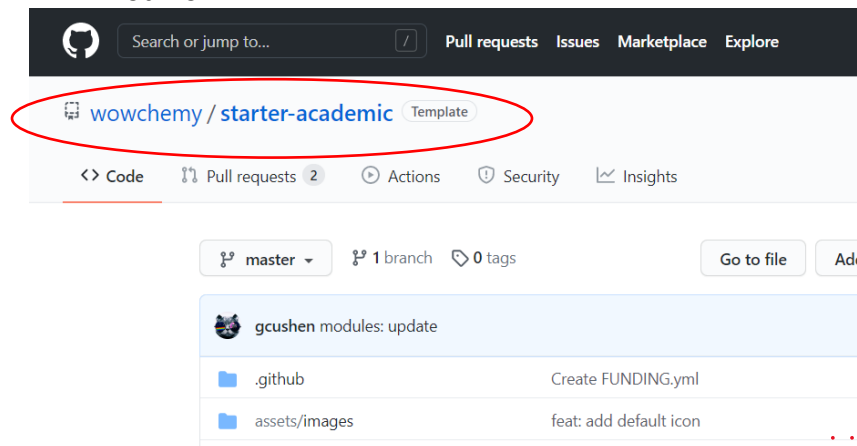 Search or jump to... / Pull requests Issues Marketplace Explore
wowchemy / starter-academic Template
<> Code Pull requests 2 Actions Security Insights
master 1 branch 0 tags Go to file
gcushen modules: update
.github Create FUNDING.yml
assets/images feat: add default icon